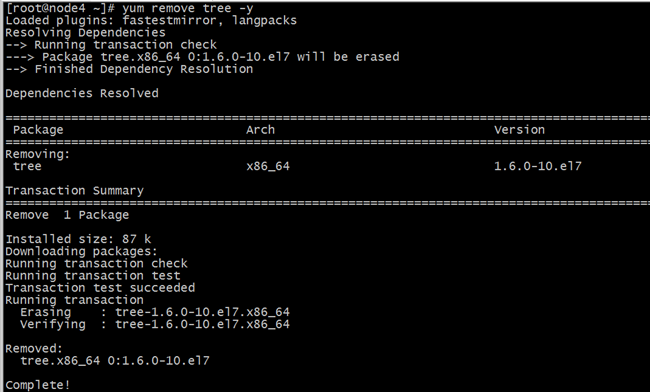 [root@node4 ~]# yum remove tree -y
Loaded plugins: fastestmirror, langpacks
Resolving Dependencies
--> Running transaction check
---> Package tree.x86_64 0:1.6.0-10.el7 will be erased
--> Finished Dependency Resolution
Dependencies Resolved
================================================================================
Package Arch Version
================================================================================
Removing:
tree x86_64 1.6.0-10.el7
Transaction Summary
================================================================================
Remove  1 Package
Installed size: 87 k
Downloading packages:
Running transaction check
Running transaction test
Transaction test succeeded
Running transaction
Erasing    : tree-1.6.0-10.el7.x86_64
Verifying  : tree-1.6.0-10.el7.x86_64
Removed:
tree.x86_64 0:1.6.0-10.el7
Complete!